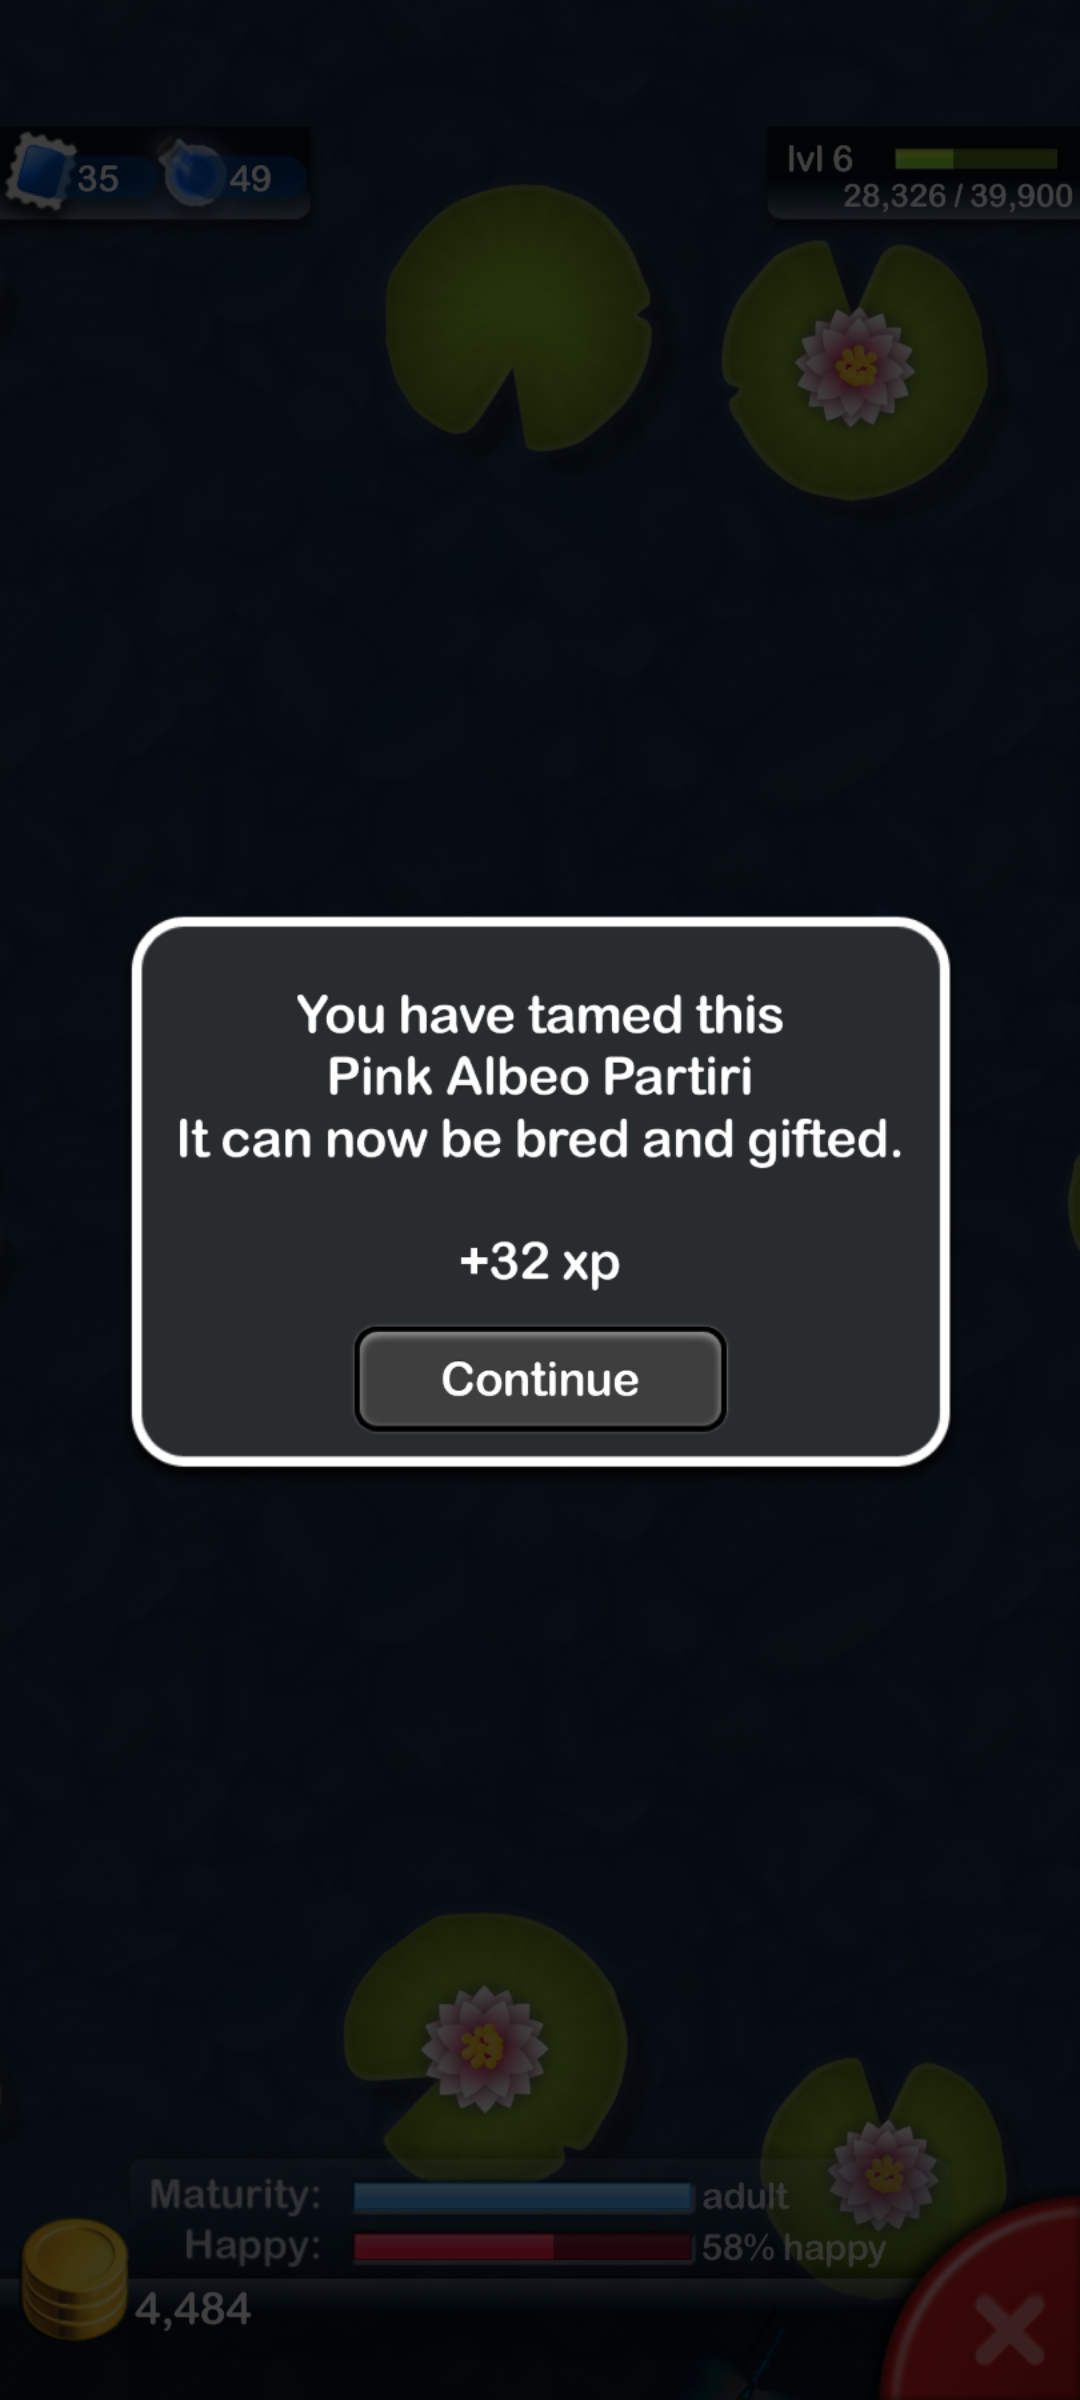 35
49
lvl 6
28,326 / 39,900
You have tamed this
Pink Albeo Partiri
It can now be bred and gifted.
+32 xp
Continue
Maturity: adult
Happy: 58% happy
4,484